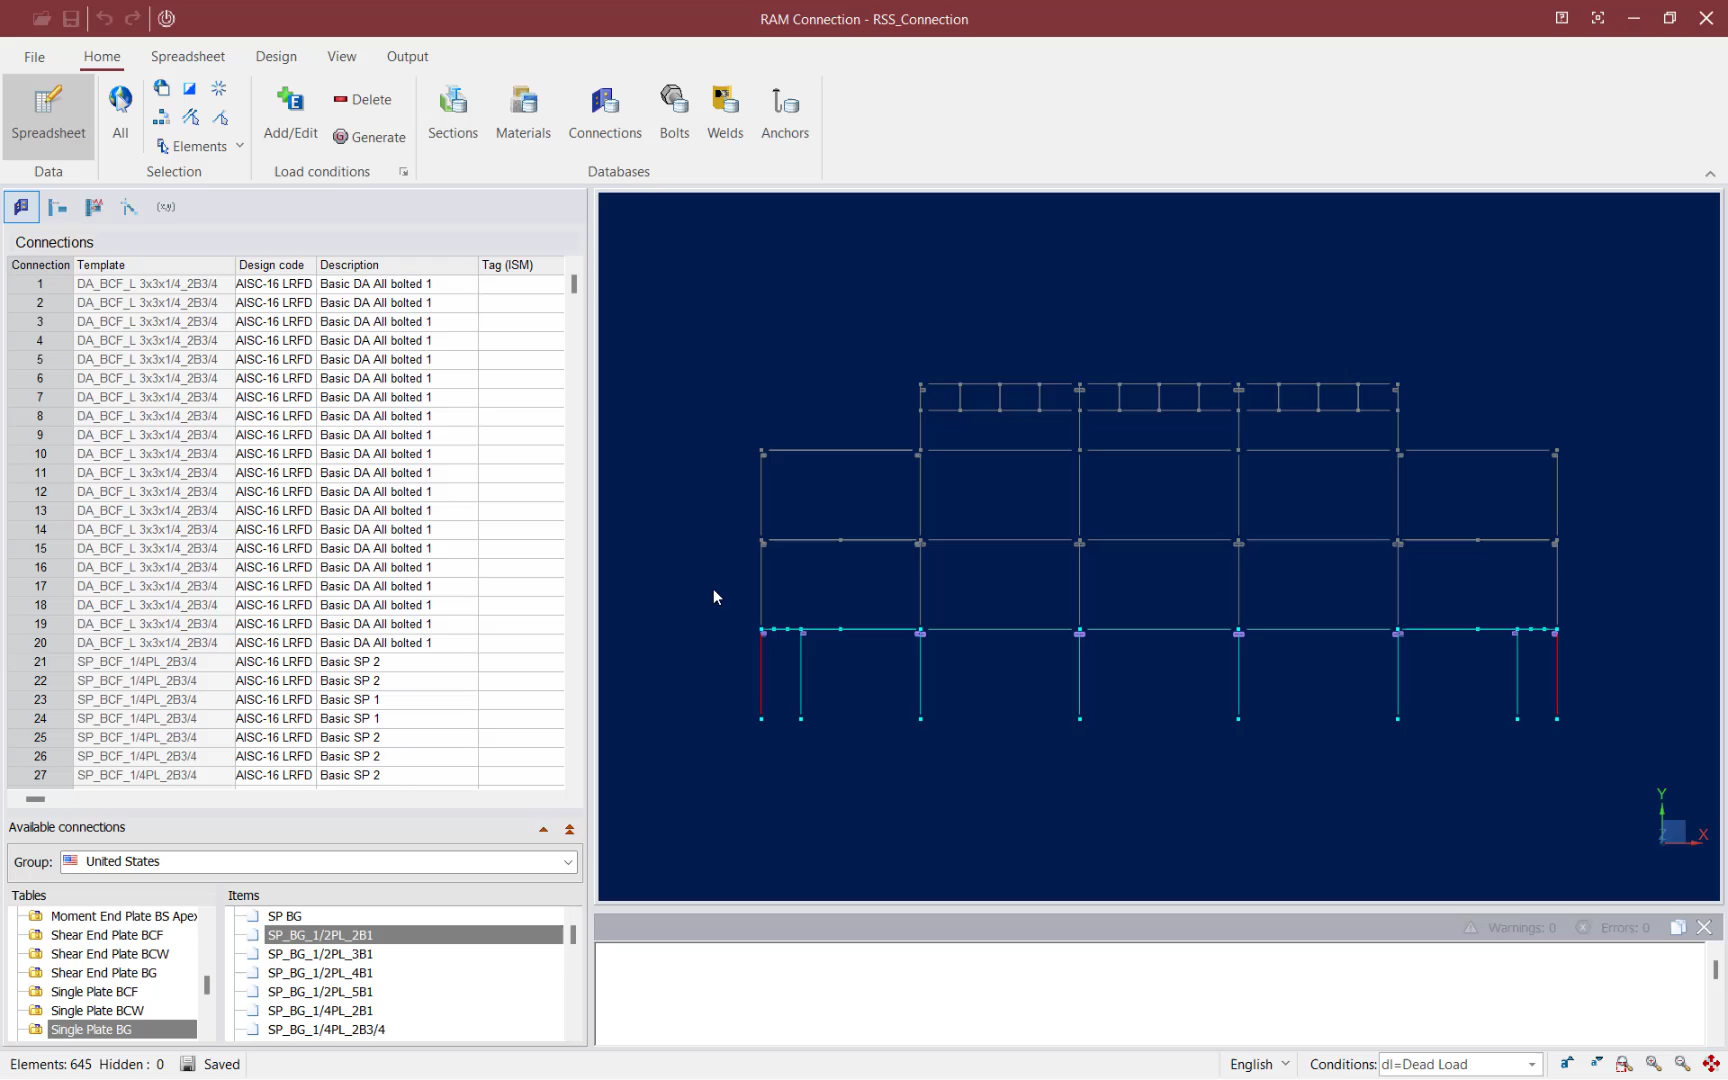 RAM Connection - RSS_Connection
File Home Spreadsheet Design View Output
Spreadsheet
All
Elements
Add/Edit
Delete
Generate
Sections
Materials
Connections
Bolts
Welds
Anchors
Data Selection Load conditions Databases
(x,y)
Connections
Connection Template Design code Description Tag (ISM)
1 DA_BCF_L 3x3x1/4_2B3/4 AISC-16 LRFD Basic DA All bolted 1
2 DA_BCF_L 3x3x1/4_2B3/4 AISC-16 LRFD Basic DA All bolted 1
3 DA_BCF_L 3x3x1/4_2B3/4 AISC-16 LRFD Basic DA All bolted 1
4 DA_BCF_L 3x3x1/4_2B3/4 AISC-16 LRFD Basic DA All bolted 1
5 DA_BCF_L 3x3x1/4_2B3/4 AISC-16 LRFD Basic DA All bolted 1
6 DA_BCF_L 3x3x1/4_2B3/4 AISC-16 LRFD Basic DA All bolted 1
7 DA_BCF_L 3x3x1/4_2B3/4 AISC-16 LRFD Basic DA All bolted 1
8 DA_BCF_L 3x3x1/4_2B3/4 AISC-16 LRFD Basic DA All bolted 1
9 DA_BCF_L 3x3x1/4_2B3/4 AISC-16 LRFD Basic DA All bolted 1
10 DA_BCF_L 3x3x1/4_2B3/4 AISC-16 LRFD Basic DA All bolted 1
11 DA_BCF_L 3x3x1/4_2B3/4 AISC-16 LRFD Basic DA All bolted 1
12 DA_BCF_L 3x3x1/4_2B3/4 AISC-16 LRFD Basic DA All bolted 1
13 DA_BCF_L 3x3x1/4_2B3/4 AISC-16 LRFD Basic DA All bolted 1
14 DA_BCF_L 3x3x1/4_2B3/4 AISC-16 LRFD Basic DA All bolted 1
15 DA_BCF_L 3x3x1/4_2B3/4 AISC-16 LRFD Basic DA All bolted 1
16 DA_BCF_L 3x3x1/4_2B3/4 AISC-16 LRFD Basic DA All bolted 1
17 DA_BCF_L 3x3x1/4_2B3/4 AISC-16 LRFD Basic DA All bolted 1
18 DA_BCF_L 3x3x1/4_2B3/4 AISC-16 LRFD Basic DA All bolted 1
19 DA_BCF_L 3x3x1/4_2B3/4 AISC-16 LRFD Basic DA All bolted 1
20 DA_BCF_L 3x3x1/4_2B3/4 AISC-16 LRFD Basic DA All bolted 1
21 SP_BCF_1/4PL_2B3/4 AISC-16 LRFD Basic SP 2
22 SP_BCF_1/4PL_2B3/4 AISC-16 LRFD Basic SP 2
23 SP_BCF_1/4PL_2B3/4 AISC-16 LRFD Basic SP 1
24 SP_BCF_1/4PL_2B3/4 AISC-16 LRFD Basic SP 1
25 SP_BCF_1/4PL_2B3/4 AISC-16 LRFD Basic SP 2
26 SP_BCF_1/4PL_2B3/4 AISC-16 LRFD Basic SP 2
27 SP_BCF_1/4PL_2B3/4 AISC-16 LRFD Basic SP 2
Available connections
Group: United States
Tables
Moment End Plate BS Apex
Shear End Plate BCF
Shear End Plate BCW
Shear End Plate BG
Single Plate BCF
Single Plate BCW
Single Plate BG
Items
SP BG
SP_BG_1/2PL_2B1
SP_BG_1/2PL_3B1
SP_BG_1/2PL_4B1
SP_BG_1/2PL_5B1
SP_BG_1/4PL_2B1
SP_BG_1/4PL_2B3/4
Y
Z
X
Warnings: 0 Errors: 0
Elements: 645 Hidden : 0 Saved
English Conditions: dl=Dead Load